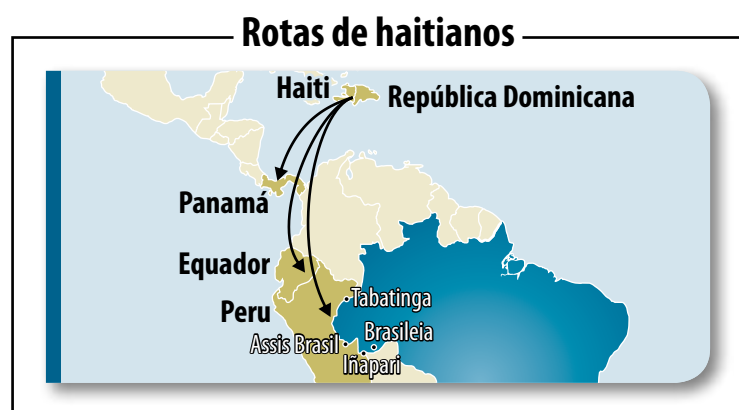 Rotas de haitianos
Haiti
República Dominicana
Panamá
Equador
Peru
Tabatinga
Brasileia
Assis Brasil
Iñapari